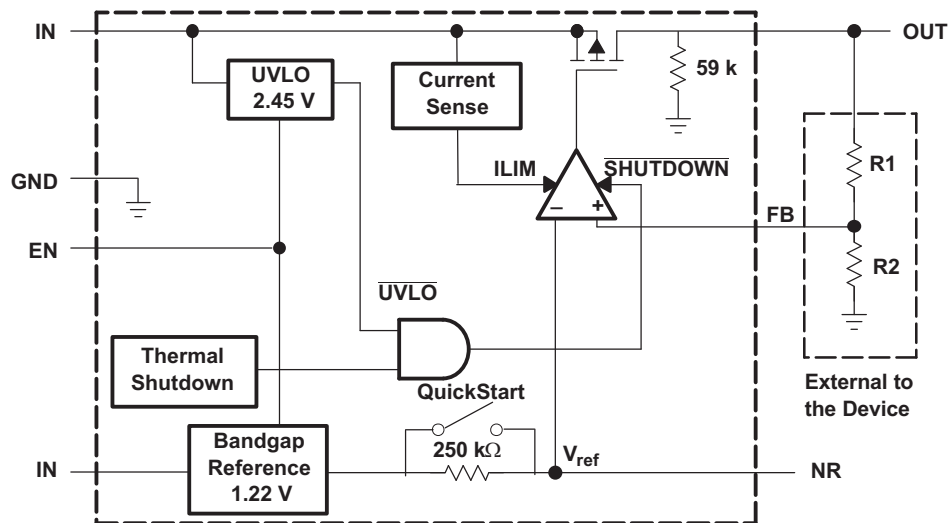 IN
OUT
UVLO
2.45 V
Current
Sense
59 k
GND
ILIM
SHUTDOWN
R1
− +
FB
EN
R2
UVLO
Thermal
Shutdown
QuickStart
External to
the Device
250 kΩ
Bandgap
Reference
1.22 V
IN
Vref
NR